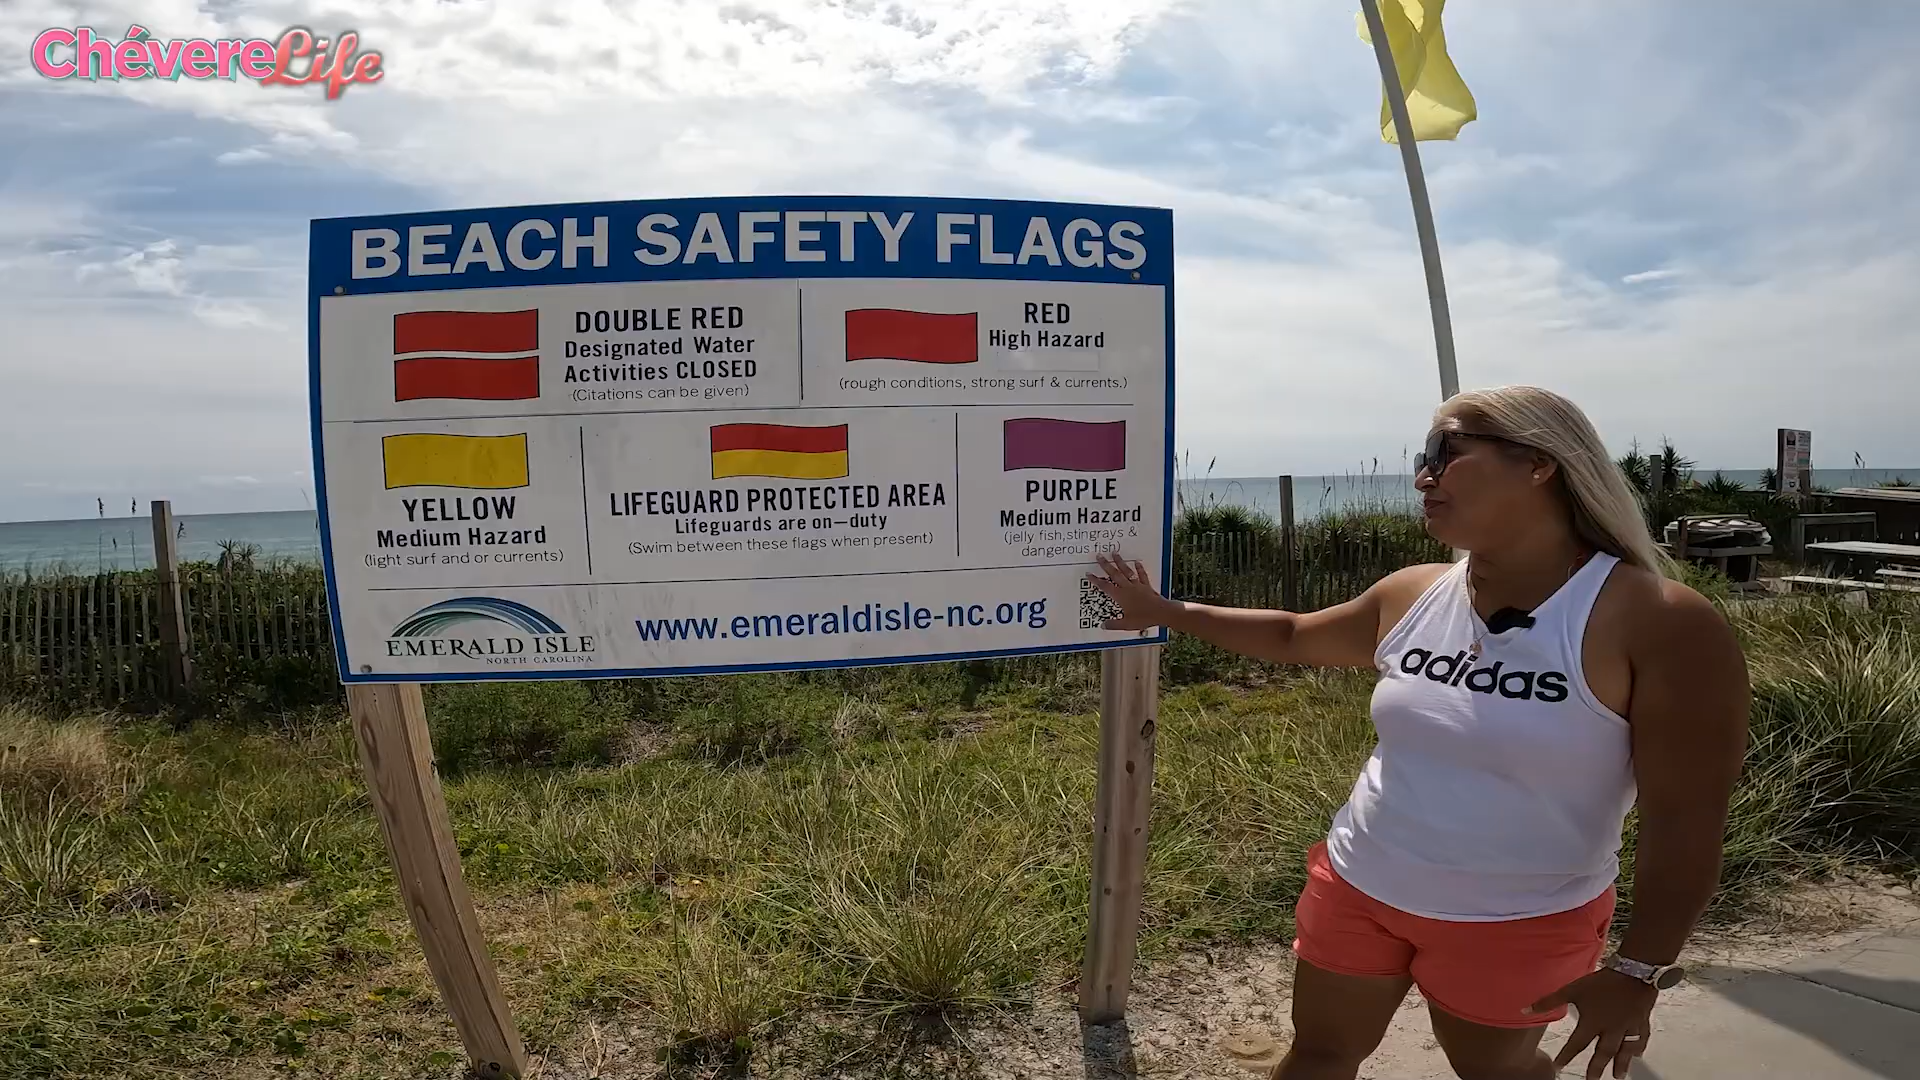 ChévereLife
BEACH SAFETY FLAGS
DOUBLE RED
Designated Water
Activities CLOSED
(Citations can be given)
RED
High Hazard
(rough conditions, strong surf & currents.)
YELLOW
Medium Hazard
(light surf and or currents)
LIFEGUARD PROTECTED AREA
Lifeguards are on-duty
(Swim between these flags when present)
PURPLE
Medium Hazard
(jelly fish,stingrays &
dangerous fish)
EMERALD ISLE
NORTH CAROLINA
www.emeraldisle-nc.org
adidas